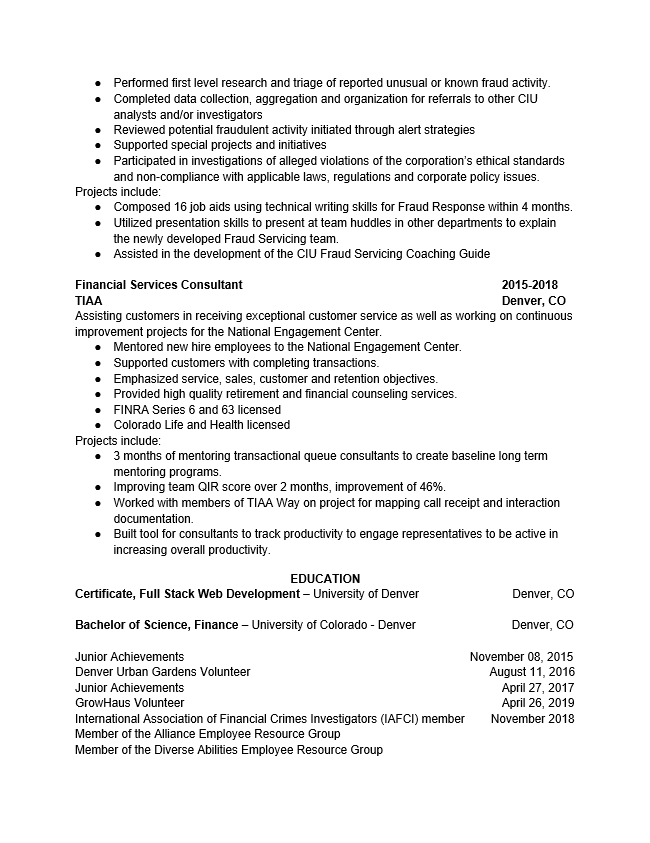 ● Performed first level research and triage of reported unusual or known fraud activity.
● Completed data collection, aggregation and organization for referrals to other CIU
analysts and/or investigators
● Reviewed potential fraudulent activity initiated through alert strategies
● Supported special projects and initiatives
● Participated in investigations of alleged violations of the corporation's ethical standards
and non-compliance with applicable laws, regulations and corporate policy issues.
Projects include:
● Composed 16 job aids using technical writing skills for Fraud Response within 4 months.
● Utilized presentation skills to present at team huddles in other departments to explain
the newly developed Fraud Servicing team.
● Assisted in the development of the CIU Fraud Servicing Coaching Guide
Financial Services Consultant 2015-2018
TIAA Denver, CO
Assisting customers in receiving exceptional customer service as well as working on continuous
improvement projects for the National Engagement Center.
● Mentored new hire employees to the National Engagement Center.
● Supported customers with completing transactions.
● Emphasized service, sales, customer and retention objectives.
● Provided high quality retirement and financial counseling services.
● FINRA Series 6 and 63 licensed
● Colorado Life and Health licensed
Projects include:
● 3 months of mentoring transactional queue consultants to create baseline long term
mentoring programs.
● Improving team QIR score over 2 months, improvement of 46%.
● Worked with members of TIAA Way on project for mapping call receipt and interaction
documentation.
● Built tool for consultants to track productivity to engage representatives to be active in
increasing overall productivity.
EDUCATION
Certificate, Full Stack Web Development – University of Denver Denver, CO
Bachelor of Science, Finance – University of Colorado - Denver Denver, CO
Junior Achievements November 08, 2015
Denver Urban Gardens Volunteer August 11, 2016
Junior Achievements April 27, 2017
GrowHaus Volunteer April 26, 2019
International Association of Financial Crimes Investigators (IAFCI) member November 2018
Member of the Alliance Employee Resource Group
Member of the Diverse Abilities Employee Resource Group